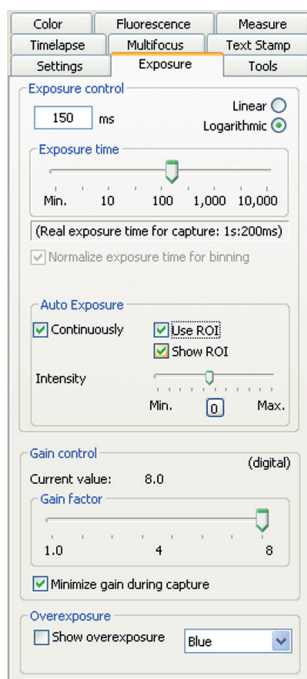 Color Fluorescence Measure
Timelapse Multifocus Text Stamp
Settings Exposure Tools
Exposure control
150 ms
Linear
Logarithmic
Exposure time
Min. 10 100 1,000 10,000
(Real exposure time for capture: 1s:200ms)
Normalize exposure time for binning
Auto Exposure
Continuously Use ROI
Show ROI
Intensity
Min. 0 Max.
Gain control
(digital)
Current value: 8.0
Gain factor
1.0 4 8
Minimize gain during capture
Overexposure
Show overexposure Blue